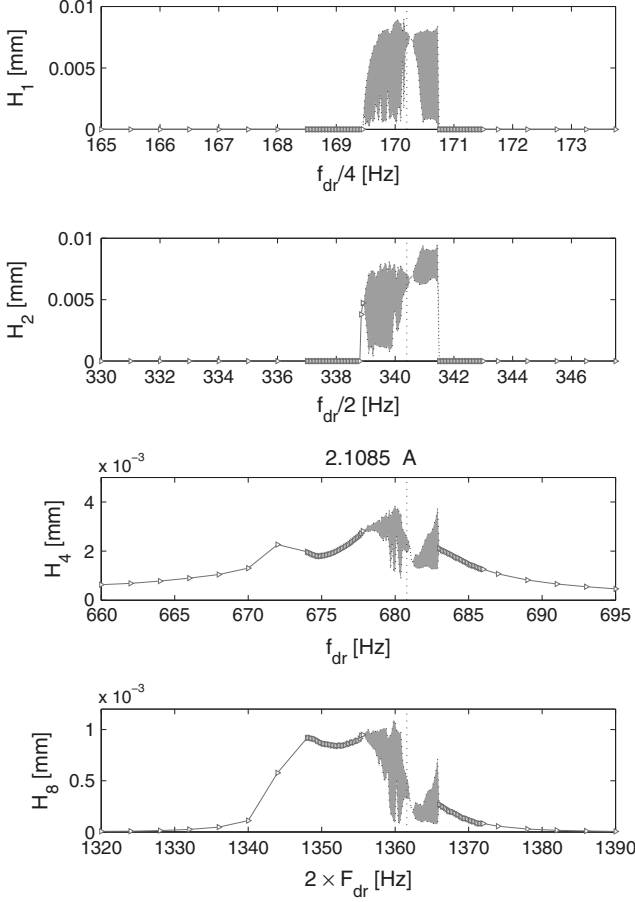 0.01
0.005
0
H1 [mm]
165 166 167 168 169 170 171 172 173
fdr/4 [Hz]
0.01
0.005
0
H2 [mm]
330 332 334 336 338 340 342 344 346
fdr/2 [Hz]
x 10^-3
2.1085 A
4
2
0
H4 [mm]
660 665 670 675 680 685 690 695
fdr [Hz]
x 10^-3
1
0.5
0
H8 [mm]
1320 1330 1340 1350 1360 1370 1380 1390
2 × Fdr [Hz]